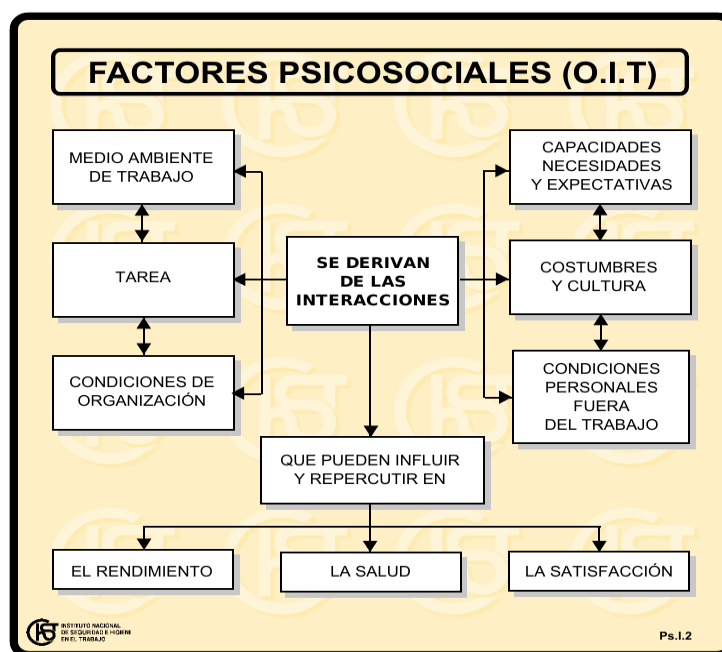 FACTORES PSICOSOCIALES (O.I.T)
MEDIO AMBIENTE
DE TRABAJO
TAREA
CONDICIONES DE
ORGANIZACIÓN
SE DERIVAN
DE LAS
INTERACCIONES
CAPACIDADES
NECESIDADES
Y EXPECTATIVAS
COSTUMBRES
Y CULTURA
CONDICIONES
PERSONALES
FUERA
DEL TRABAJO
QUE PUEDEN INFLUIR
Y REPERCUTIR EN
EL RENDIMIENTO
LA SALUD
LA SATISFACCIÓN
INSTITUTO NACIONAL
DE SEGURIDAD E HIGIENE
EN EL TRABAJO
Ps.I.2